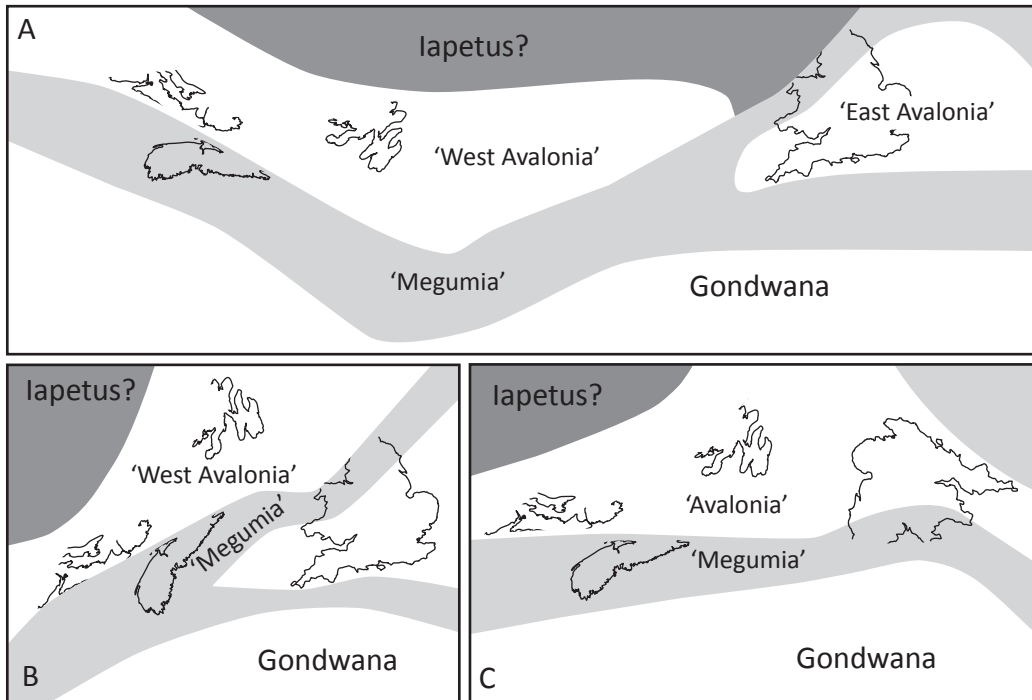 A
Iapetus?
‘East Avalonia’
‘West Avalonia’
‘Megumia’
Gondwana
Iapetus?
‘West Avalonia’
‘Megumia’
Gondwana
B
Iapetus?
‘Avalonia’
‘Megumia’
Gondwana
C